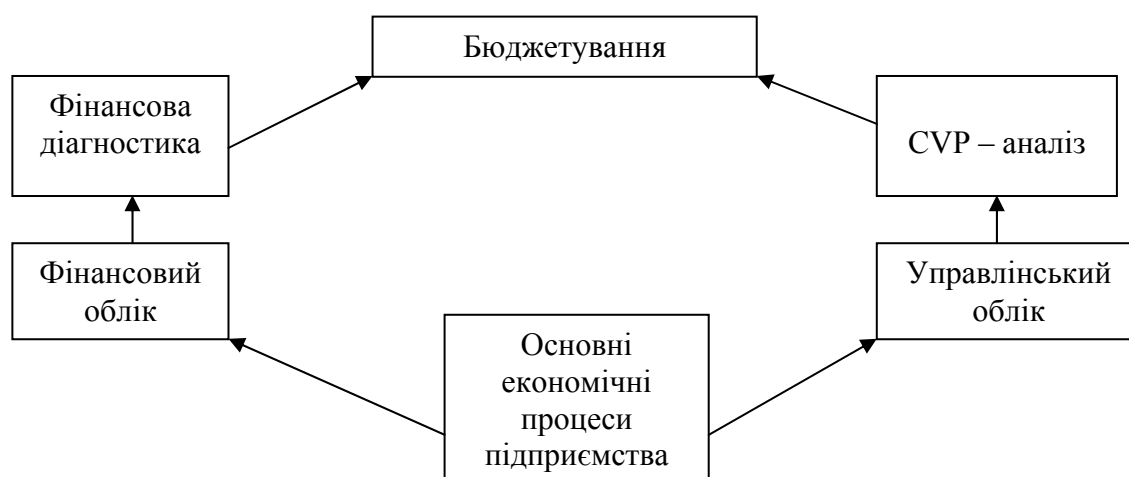 Бюджетування
Фінансова
діагностика
CVP – аналіз
Фінансовий
облік
Управлінський
облік
Основні
економічні
процеси
підприємства